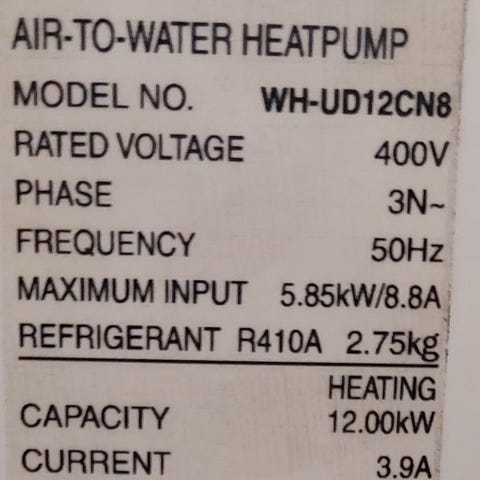 AIR-TO-WATER HEATPUMP
MODEL NO. WH-UD12CN8
RATED VOLTAGE 400V
PHASE 3N~
FREQUENCY 50Hz
MAXIMUM INPUT 5.85kW/8.8A
REFRIGERANT R410A 2.75kg
HEATING
CAPACITY 12.00kW
CURRENT 3.9A